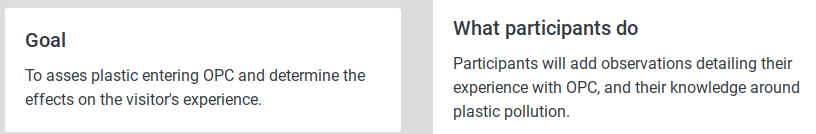 Goal
To asses plastic entering OPC and determine the
effects on the visitor's experience.
What participants do
Participants will add observations detailing their
experience with OPC, and their knowledge around
plastic pollution.